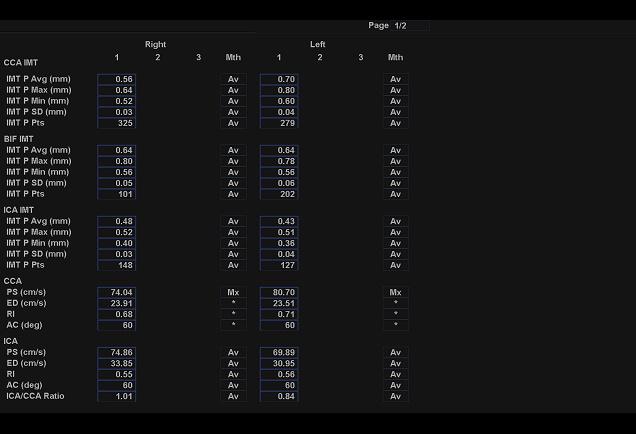 Page 1/2
Right Left
1 2 3 Mth 1 2 3 Mth
CCA IMT
IMT P Avg (mm) 0.56 Av 0.70 Av
IMT P Max (mm) 0.64 Av 0.80 Av
IMT P Min (mm) 0.52 Av 0.60 Av
IMT P SD (mm) 0.03 Av 0.04 Av
IMT P Pts 325 Av 279 Av
BIF IMT
IMT P Avg (mm) 0.64 Av 0.64 Av
IMT P Max (mm) 0.80 Av 0.78 Av
IMT P Min (mm) 0.56 Av 0.56 Av
IMT P SD (mm) 0.05 Av 0.06 Av
IMT P Pts 101 Av 202 Av
ICA IMT
IMT P Avg (mm) 0.48 Av 0.43 Av
IMT P Max (mm) 0.52 Av 0.51 Av
IMT P Min (mm) 0.40 Av 0.36 Av
IMT P SD (mm) 0.03 Av 0.04 Av
IMT P Pts 148 Av 127 Av
CCA
PS (cm/s) 74.04 Mx 80.70 Mx
ED (cm/s) 23.91 * 23.51 *
RI 0.68 * 0.71 *
AC (deg) 60 * 60 *
ICA
PS (cm/s) 74.86 Av 69.89 Av
ED (cm/s) 33.85 Av 30.95 Av
RI 0.55 Av 0.56 Av
AC (deg) 60 Av 60 Av
ICA/CCA Ratio 1.01 Av 0.84 Av